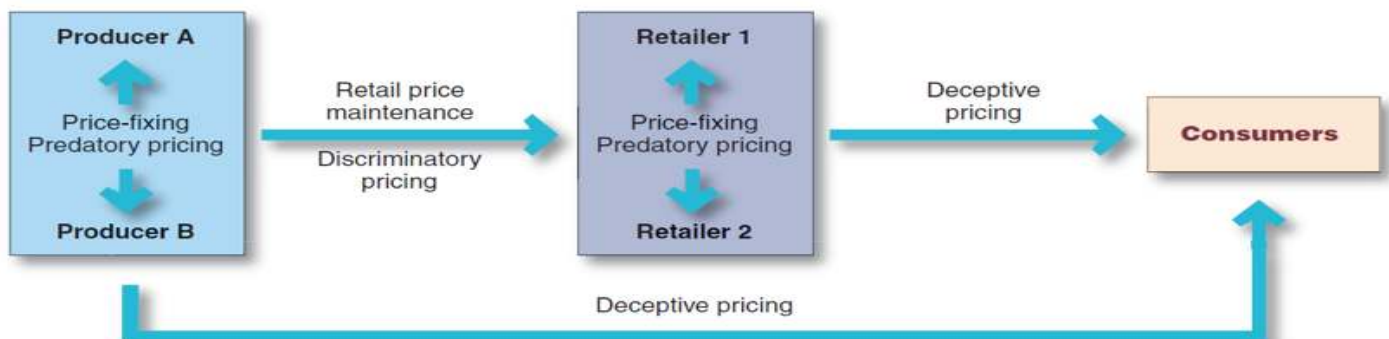 Producer A
Price-fixing
Predatory pricing
Producer B
Retail price
maintenance
Discriminatory
pricing
Retailer 1
Price-fixing
Predatory pricing
Retailer 2
Deceptive
pricing
Consumers
Deceptive pricing